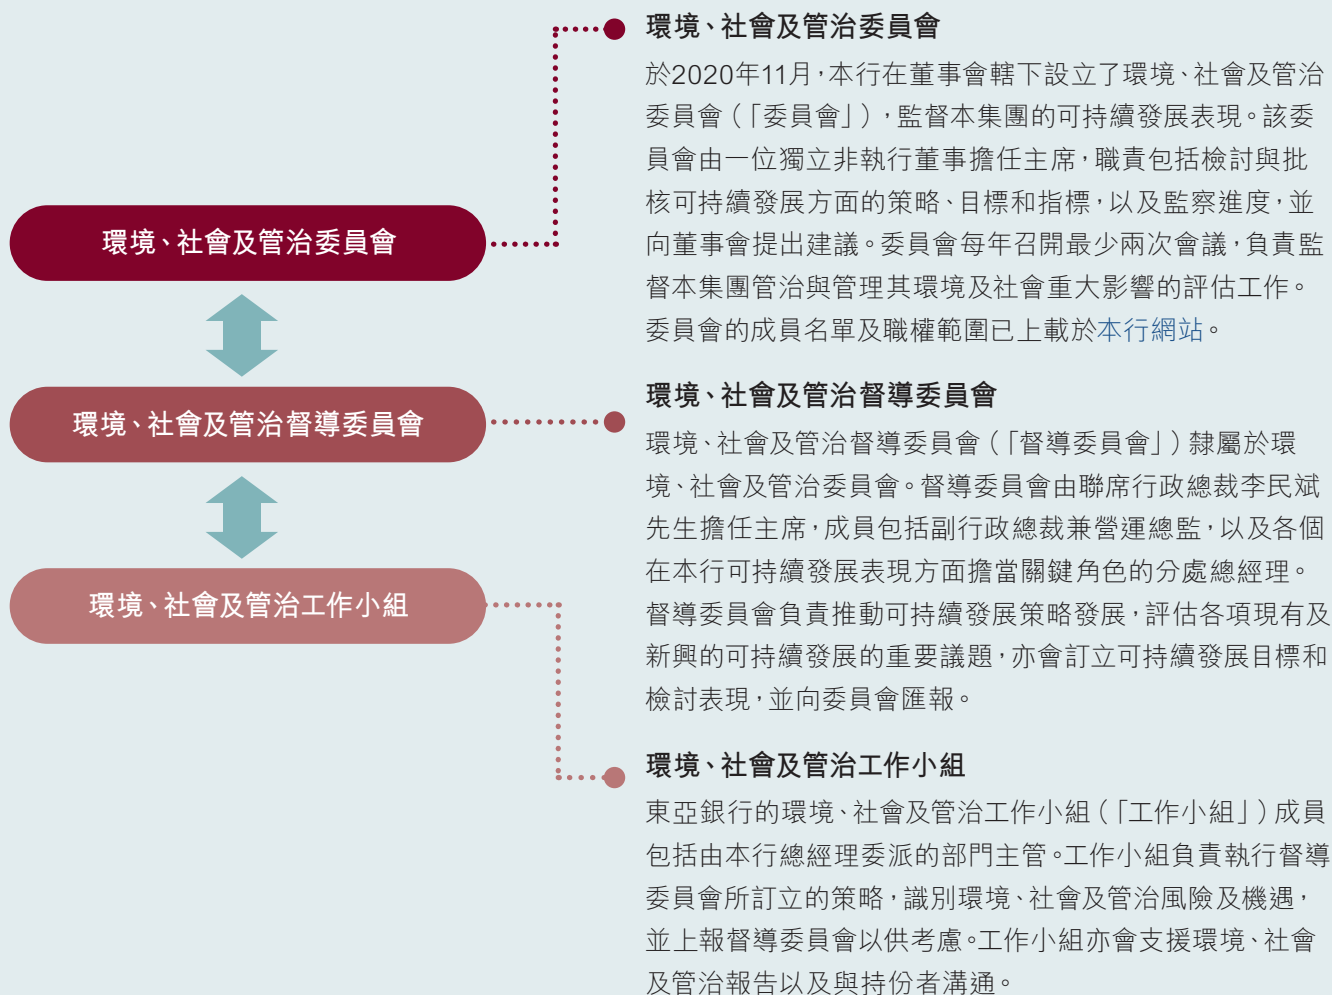 環境、社會及管治委員會
環境、社會及管治督導委員會
環境、社會及管治工作小組
環境、社會及管治委員會
於2020年11月，本行在董事會轄下設立了環境、社會及管治
委員會（「委員會」），監督本集團的可持續發展表現。該委
員會由一位獨立非執行董事擔任主席，職責包括檢討與批
核可持續發展方面的策略、目標和指標，以及監察進度，並
向董事會提出建議。委員會每年召開最少兩次會議，負責監
督本集團管治與管理其環境及社會重大影響的評估工作。
委員會的成員名單及職權範圍已上載於本行網站。
環境、社會及管治督導委員會
環境、社會及管治督導委員會（「督導委員會」）隸屬於環
境、社會及管治委員會。督導委員會由聯席行政總裁李民斌
先生擔任主席，成員包括副行政總裁兼營運總監，以及各個
在本行可持續發展表現方面擔當關鍵角色的分處總經理。
督導委員會負責推動可持續發展策略發展，評估各項現有及
新興的可持續發展的重要議題，亦會訂立可持續發展目標和
檢討表現，並向委員會匯報。
環境、社會及管治工作小組
東亞銀行的環境、社會及管治工作小組（「工作小組」）成員
包括由本行總經理委派的部門主管。工作小組負責執行督導
委員會所訂立的策略，識別環境、社會及管治風險及機遇，
並上報督導委員會以供考慮。工作小組亦會支援環境、社會
及管治報告以及與持份者溝通。